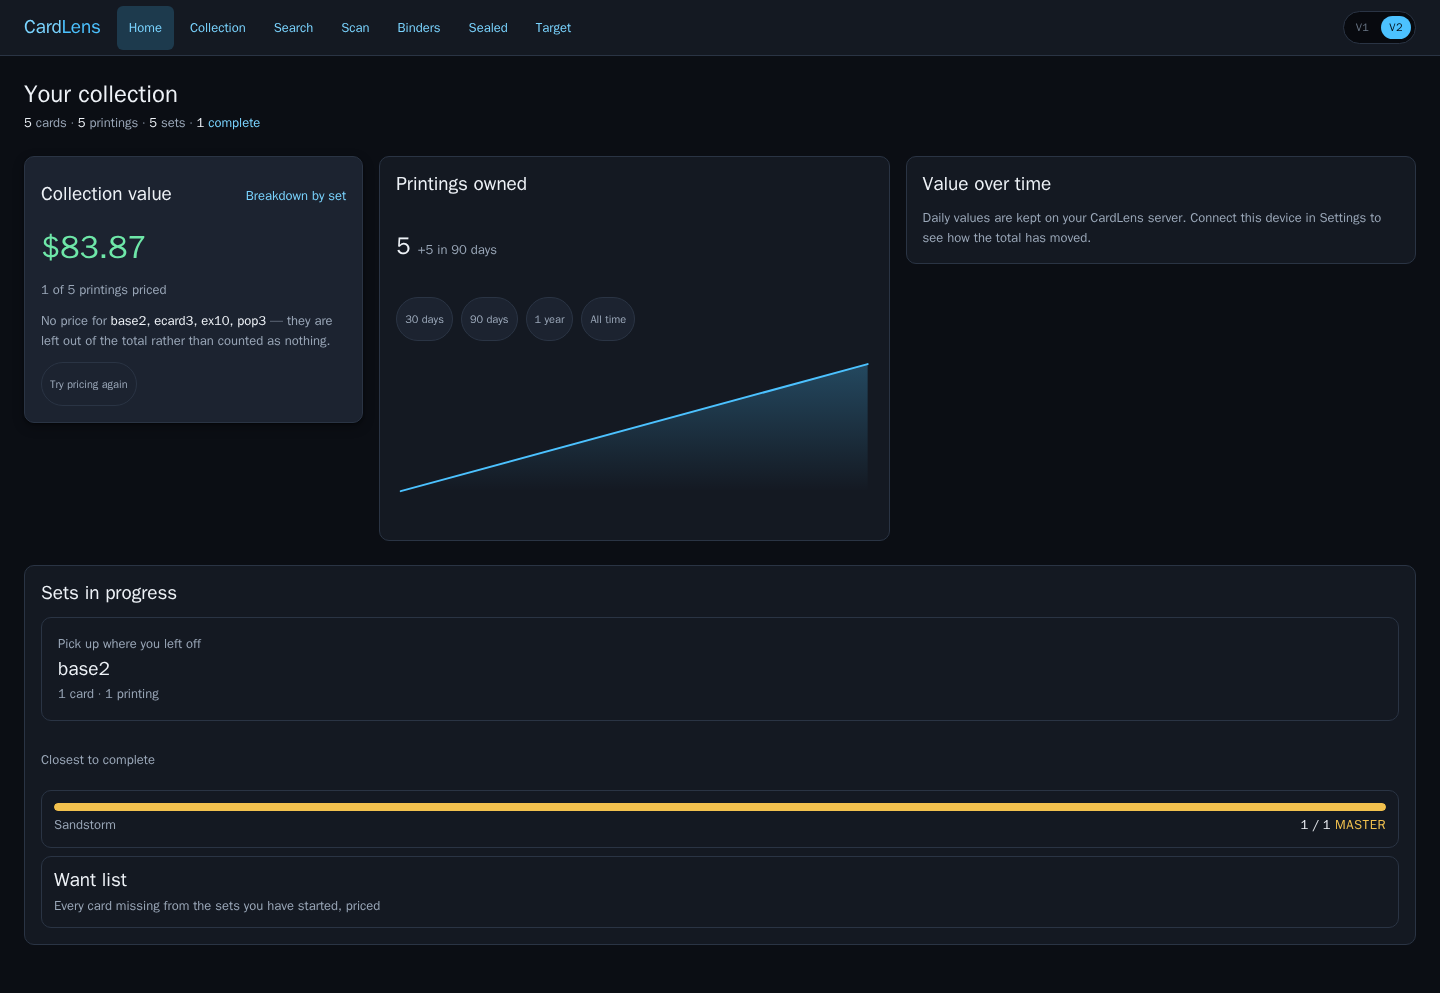 CardLens Home Collection Search Scan Binders Sealed Target V1 V2
Your collection
5 cards · 5 printings · 5 sets · 1 complete
Collection value Breakdown by set
$83.87
1 of 5 printings priced
No price for base2, ecard3, ex10, pop3 — they are
left out of the total rather than counted as nothing.
Try pricing again
Printings owned
5 +5 in 90 days
30 days 90 days 1 year All time
Value over time
Daily values are kept on your CardLens server. Connect this device in Settings to
see how the total has moved.
Sets in progress
Pick up where you left off
base2
1 card · 1 printing
Closest to complete
Sandstorm 1 / 1 MASTER
Want list
Every card missing from the sets you have started, priced